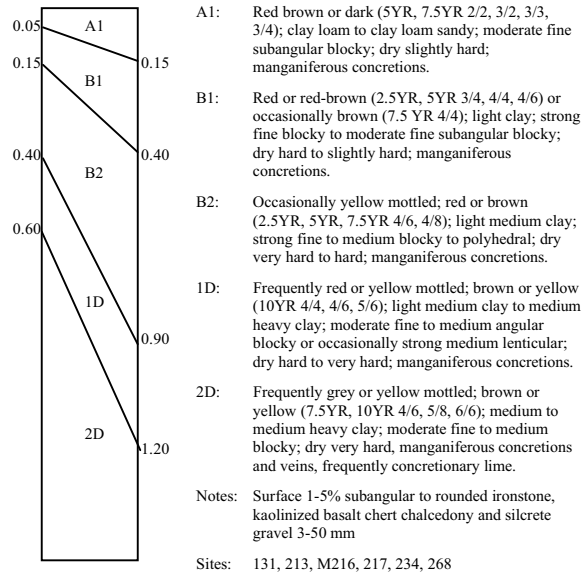 0.05
A1
0.15
0.15
B1
0.40
0.40
B2
0.60
1D
0.90
2D
1.20
A1: Red brown or dark (5YR, 7.5YR 2/2, 3/2, 3/3,
3/4); clay loam to clay loam sandy; moderate fine
subangular blocky; dry slightly hard;
manganiferous concretions.
B1: Red or red-brown (2.5YR, 5YR 3/4, 4/4, 4/6) or
occasionally brown (7.5 YR 4/4); light clay; strong
fine blocky to moderate fine subangular blocky;
dry hard to slightly hard; manganiferous
concretions.
B2: Occasionally yellow mottled; red or brown
(2.5YR, 5YR, 7.5YR 4/6, 4/8); light medium clay;
strong fine to medium blocky to polyhedral; dry
very hard to hard; manganiferous concretions.
1D: Frequently red or yellow mottled; brown or yellow
(10YR 4/4, 4/6, 5/6); light medium clay to medium
heavy clay; moderate fine to medium angular
blocky or occasionally strong medium lenticular;
dry hard to very hard; manganiferous concretions.
2D: Frequently grey or yellow mottled; brown or
yellow (7.5YR, 10YR 4/6, 5/8, 6/6); medium to
medium heavy clay; moderate fine to medium
blocky; dry very hard, manganiferous concretions
and veins, frequently concretionary lime.
Notes: Surface 1-5% subangular to rounded ironstone,
kaolinized basalt chert chalcedony and silcrete
gravel 3-50 mm
Sites: 131, 213, M216, 217, 234, 268